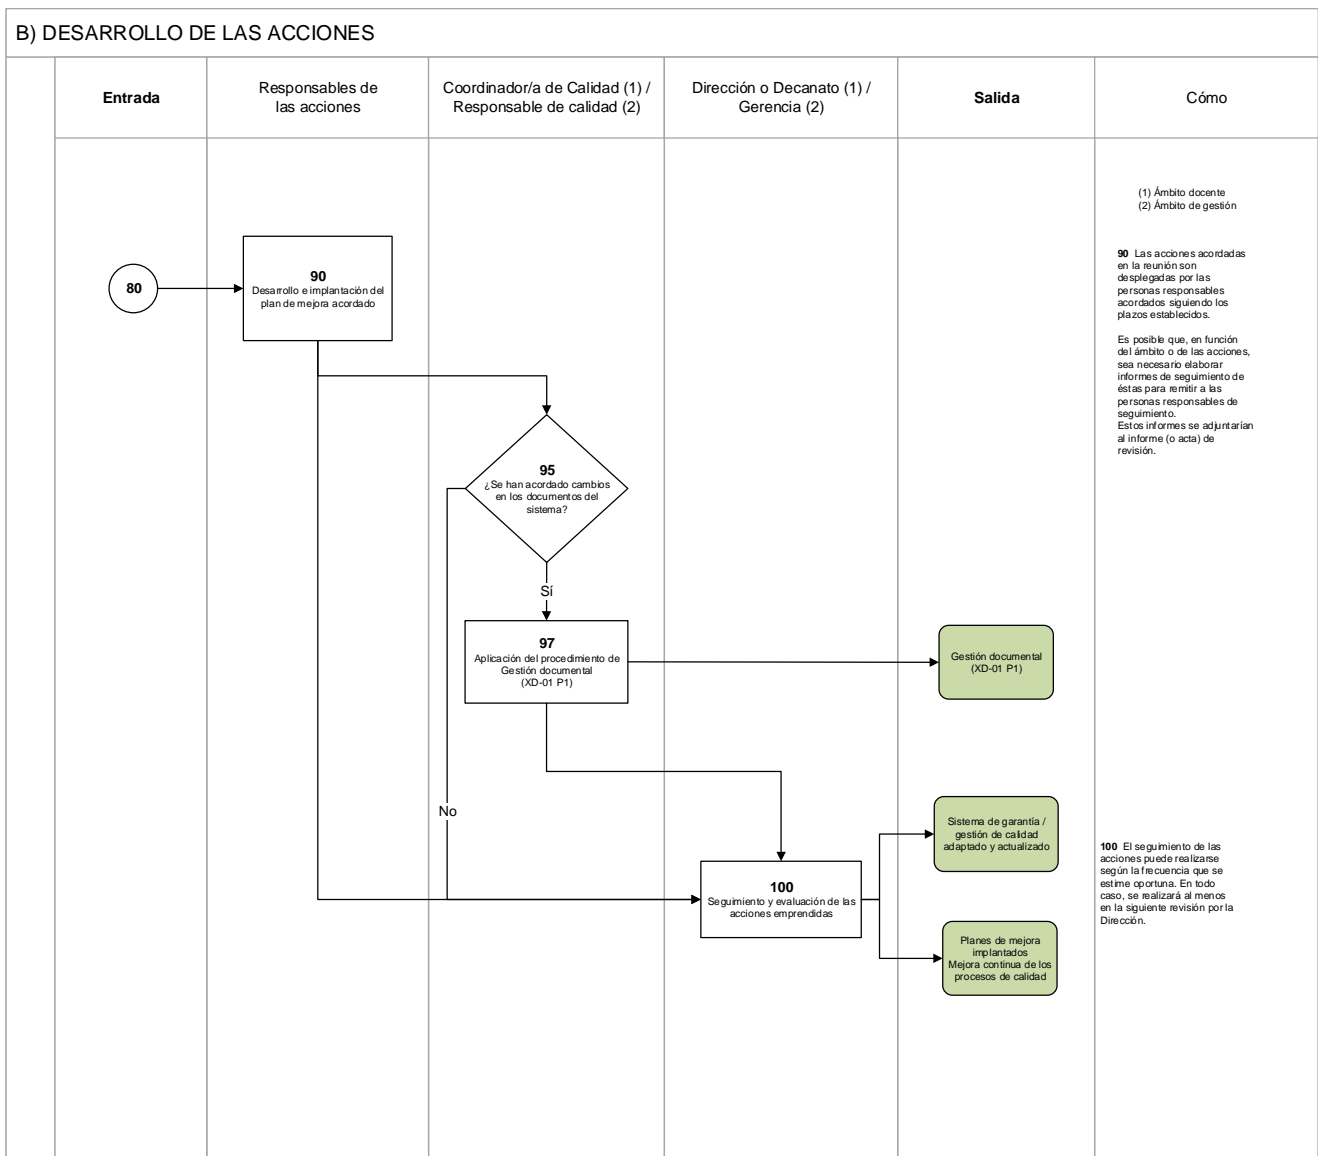 B) DESARROLLO DE LAS ACCIONES
Entrada
Responsables de
las acciones
Coordinador/a de Calidad (1) /
Responsable de calidad (2)
Dirección o Decanato (1) /
Gerencia (2)
Salida
Cómo
(1) Ámbito docente
(2) Ámbito de gestión
80
90
Desarrollo e implantación del
plan de mejora acordado
90 Las acciones acordadas
en la reunión son
desplegadas por las
personas responsables
acordados siguiendo los
plazos establecidos.
Es posible que, en función
del ámbito o de las acciones,
sea necesario elaborar
informes de seguimiento de
éstas para remitir a las
personas responsables de
seguimiento.
Estos informes se adjuntarían
al informe (o acta) de
revisión.
95
¿Se han acordado cambios
en los documentos del
sistema?
Sí
97
Aplicación del procedimiento de
Gestión documental
(XD-01 P1)
Gestión documental
(XD-01 P1)
No
100
Seguimiento y evaluación de las
acciones emprendidas
Sistema de garantía /
gestión de calidad
adaptado y actualizado
Planes de mejora
implantados
Mejora continua de los
procesos de calidad
100 El seguimiento de las
acciones puede realizarse
según la frecuencia que se
estime oportuna. En todo
caso, se realizará al menos
en la siguiente revisión por la
Dirección.